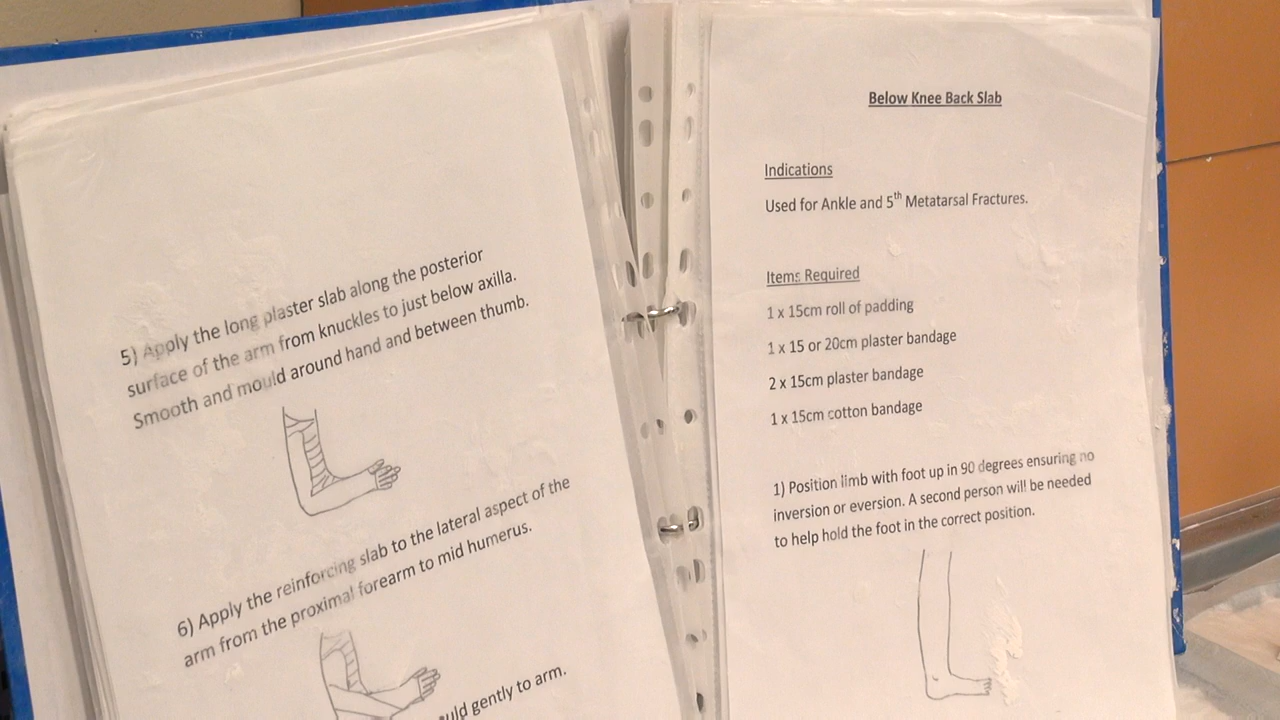 5) Apply the long plaster slab along the posterior
surface of the arm from knuckles to just below axilla.
Smooth and mould around hand and between thumb.
6) Apply the reinforcing slab to the lateral aspect of the
arm from the proximal forearm to mid humerus.
gently to arm.
Below Knee Back Slab
Indications
Used for Ankle and 5th Metatarsal Fractures.
Items Required
1 x 15cm roll of padding
1 x 15 or 20cm plaster bandage
2 x 15cm plaster bandage
1 x 15cm cotton bandage
1) Position limb with foot up in 90 degrees ensuring no
inversion or eversion. A second person will be needed
to help hold the foot in the correct position.